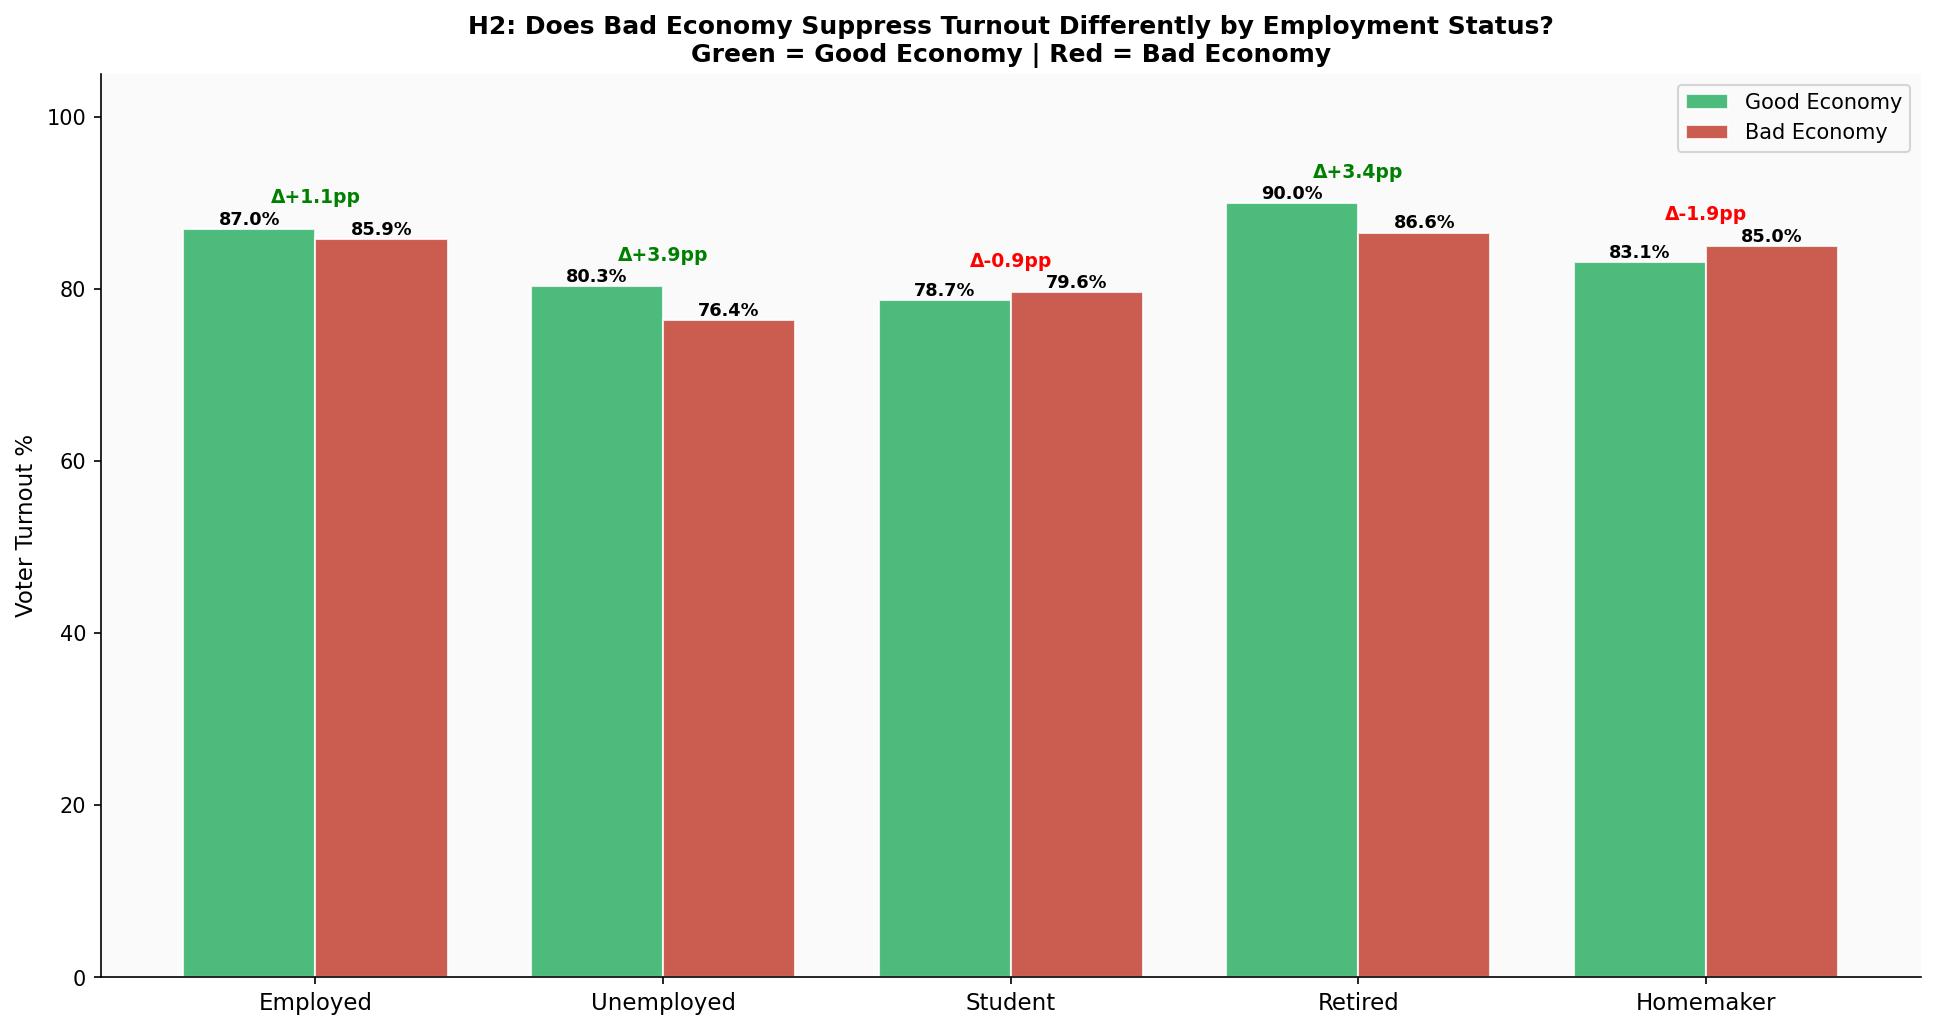 H2: Does Bad Economy Suppress Turnout Differently by Employment Status?
Green = Good Economy | Red = Bad Economy
Good Economy
Bad Economy
Voter Turnout %
100
80
60
40
20
0
Δ+1.1pp
87.0%
85.9%
Δ+3.9pp
80.3%
76.4%
Δ-0.9pp
78.7%
79.6%
Δ+3.4pp
90.0%
86.6%
Δ-1.9pp
83.1%
85.0%
Employed
Unemployed
Student
Retired
Homemaker